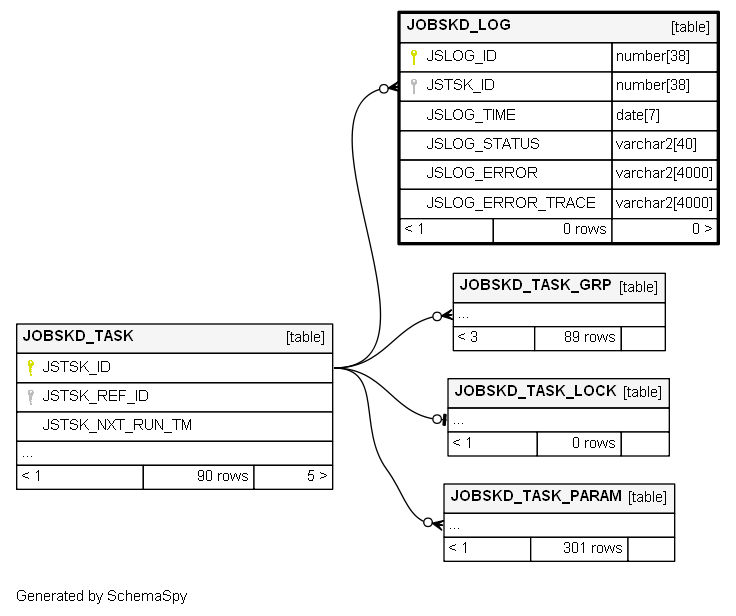 JOBSKD_LOG [table]
JSLOG_ID number[38]
JSTSK_ID number[38]
JSLOG_TIME date[7]
JSLOG_STATUS varchar2[40]
JSLOG_ERROR varchar2[4000]
JSLOG_ERROR_TRACE varchar2[4000]
< 1 0 rows 0 >
JOBSKD_TASK_GRP [table]
...
< 3 89 rows
JOBSKD_TASK [table]
JSTSK_ID
JSTSK_REF_ID
JSTSK_NXT_RUN_TM
...
< 1 90 rows 5 >
JOBSKD_TASK_LOCK [table]
...
< 1 0 rows
JOBSKD_TASK_PARAM [table]
...
< 1 301 rows
Generated by SchemaSpy